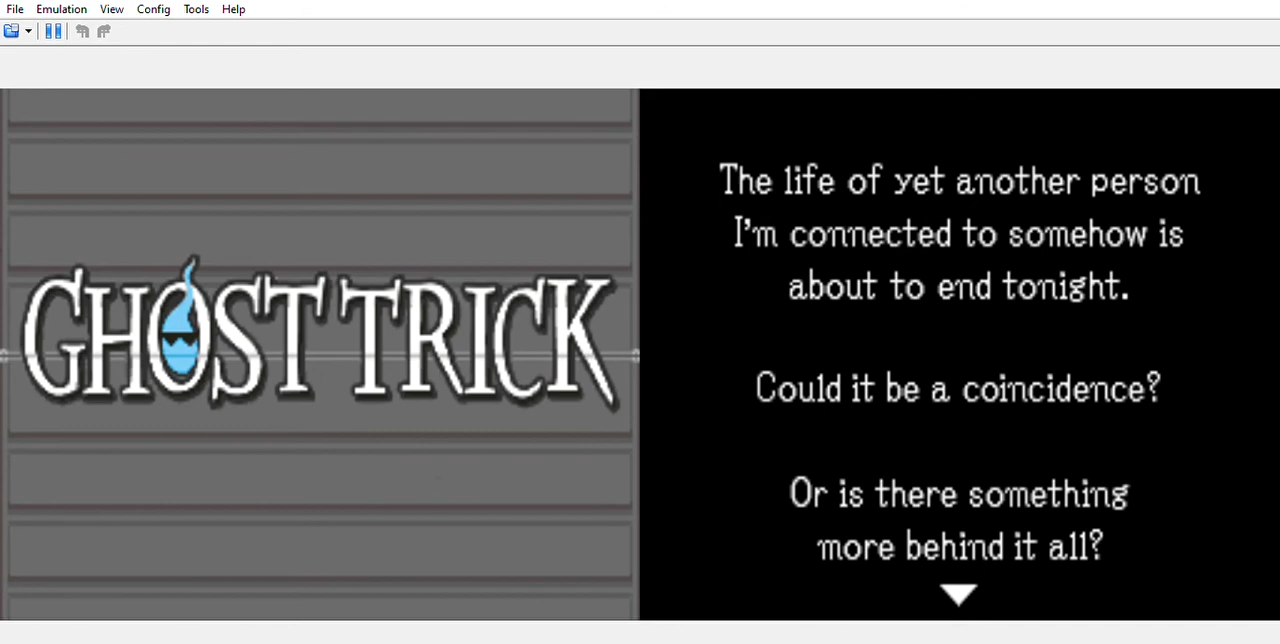 File Emulation View Config Tools Help
GHOST TRICK
The life of yet another person
I'm connected to somehow is
about to end tonight.
Could it be a coincidence?
Or is there something
more behind it all?